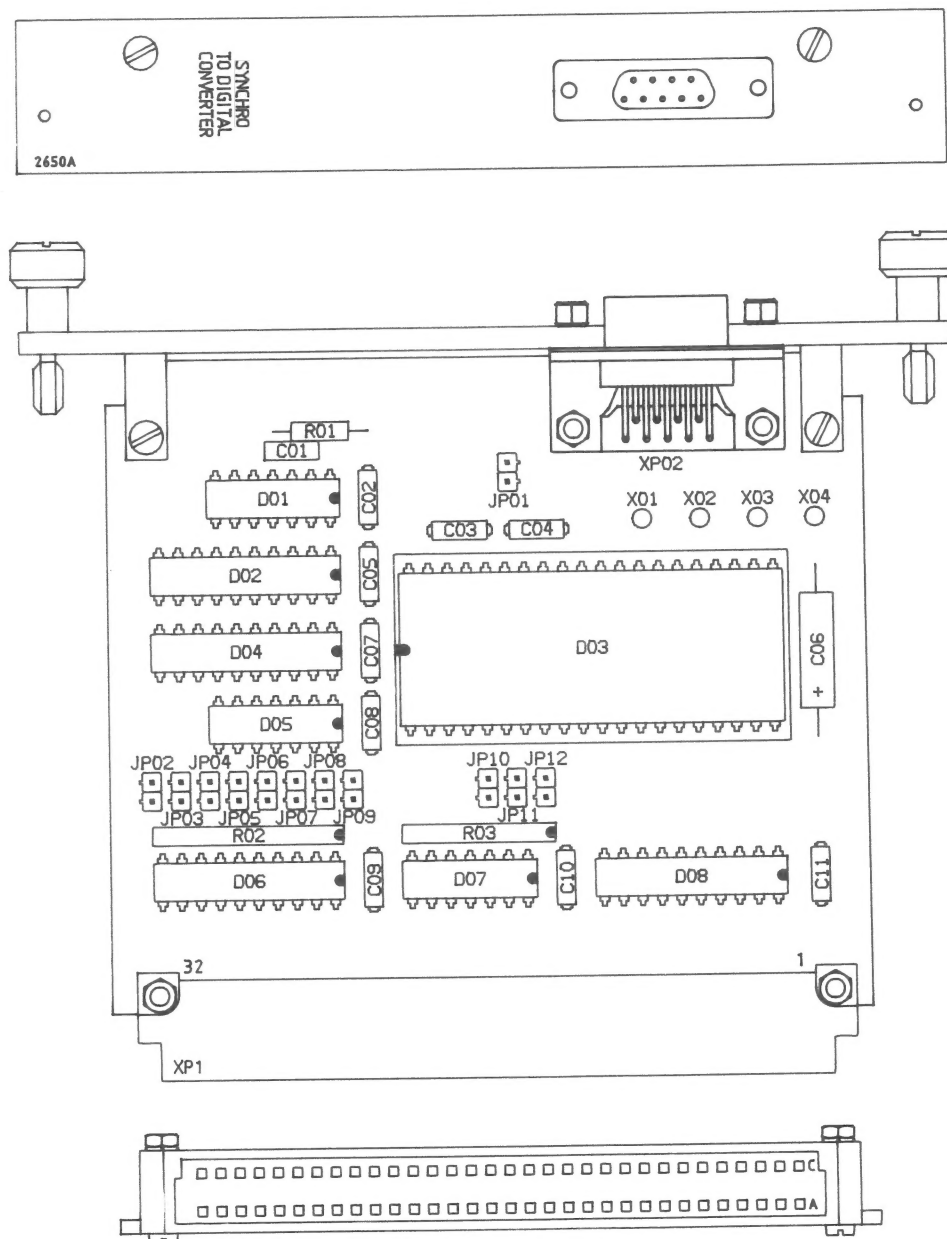 SYNCHRO
TO DIGITAL
CONVERTER
2650A
R01
C01
XP02
D01
C02
JP01
X01 X02 X03 X04
C03 C04
D02
C05
D04
C07
D03
C06
+
D05
C08
JP02 JP04 JP06 JP08
JP10 JP12
JP03 JP05 JP07 JP09
JP11
R02
R03
D06
C09
D07
C10
D08
C11
32
1
XP1
C
A